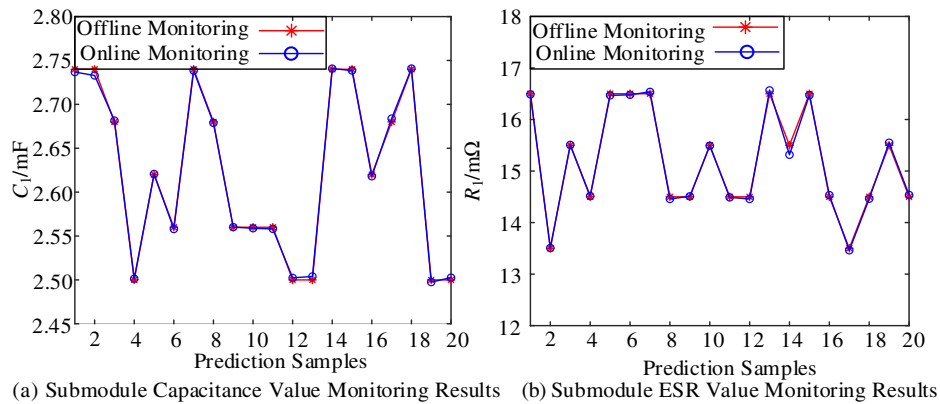 Offline Monitoring
Online Monitoring
2.80
2.75
2.70
2.65
2.60
2.55
2.50
2.45
C1/mF
2 4 6 8 10 12 14 16 18 20
Prediction Samples
(a) Submodule Capacitance Value Monitoring Results
Offline Monitoring
Online Monitoring
18
17
16
15
14
13
12
R1/mΩ
2 4 6 8 10 12 14 16 18 20
Prediction Samples
(b) Submodule ESR Value Monitoring Results